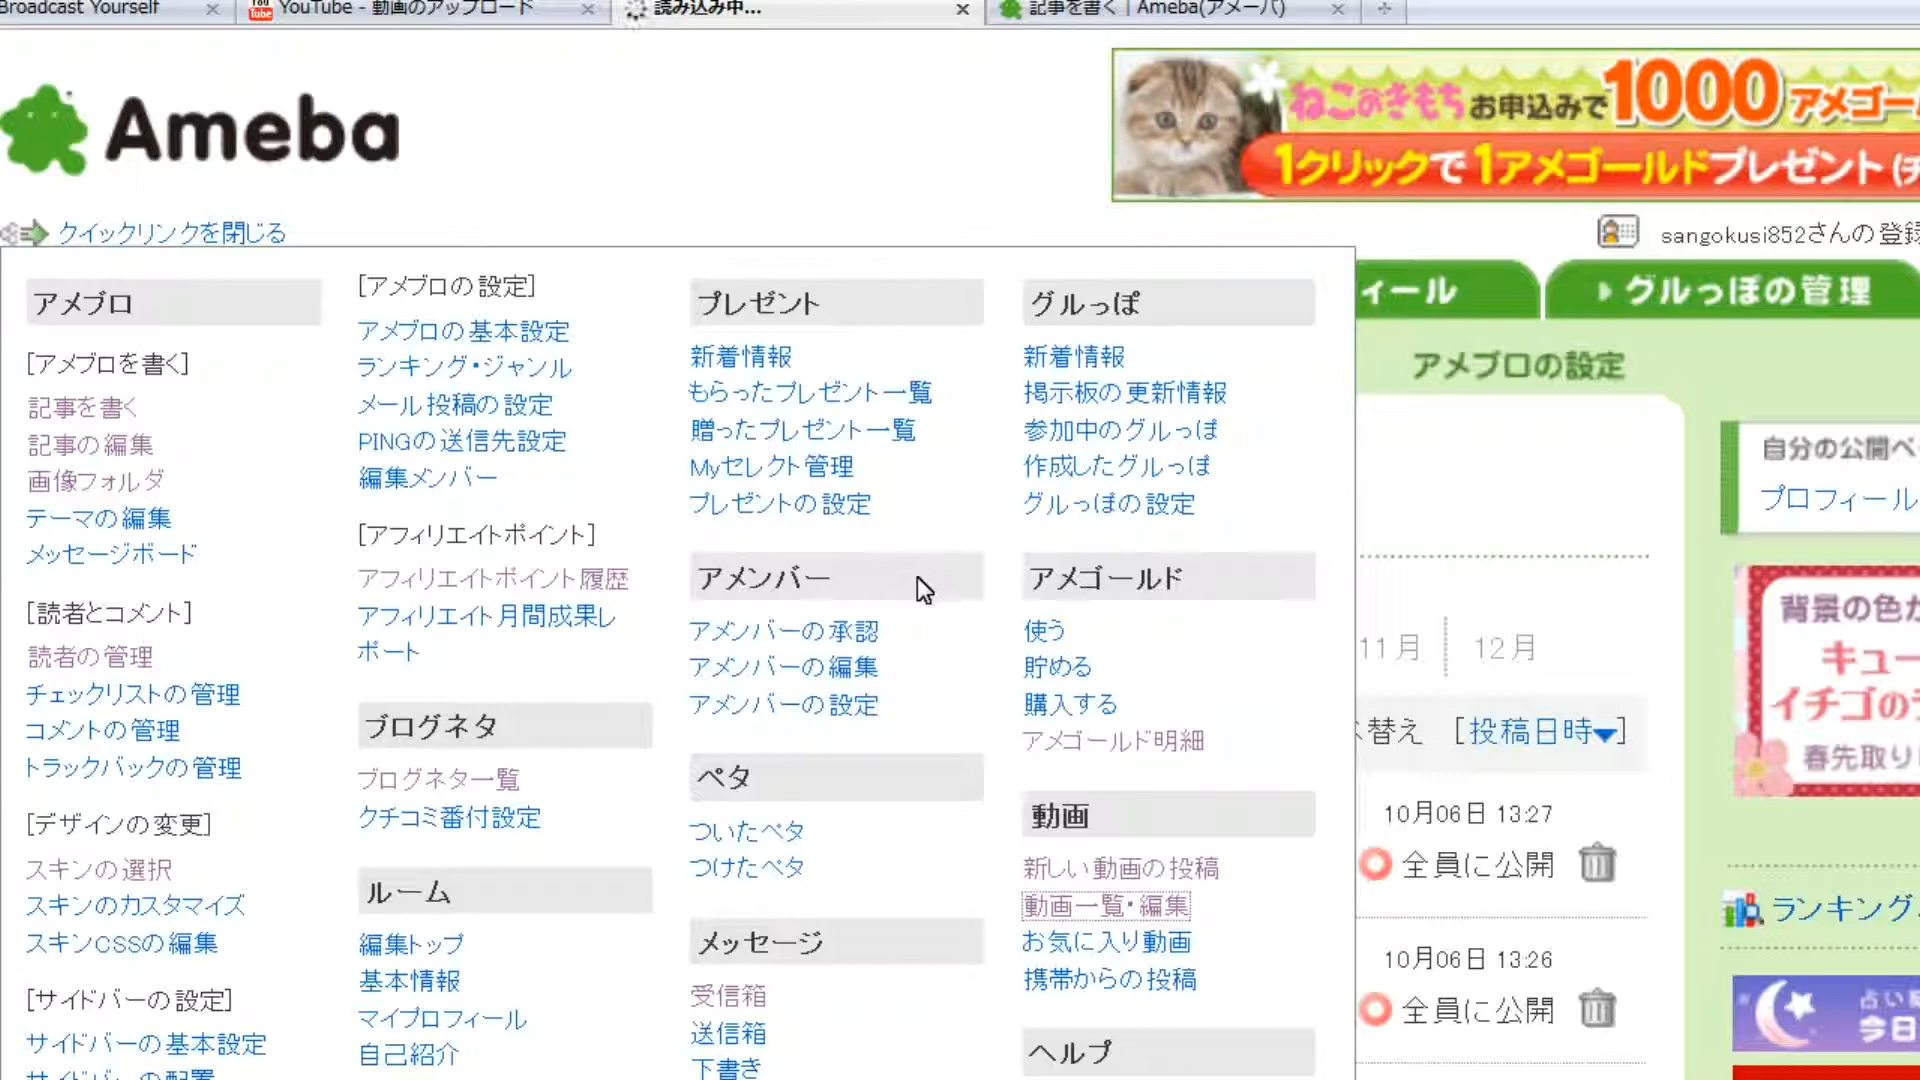 Broadcast Yourself
YouTube - 動画のアップロード
読み込み中...
記事を書く | Ameba(アメーバ)
Ameba
ねこのきもちお申込みで1000アメゴー
1クリックで1アメゴールドプレゼント
クイックリンクを閉じる
sangokusi852さんの登録
アメブロ
[アメブロを書く]
記事を書く
記事の編集
画像フォルダ
テーマの編集
メッセージボード
[読者とコメント]
読者の管理
チェックリストの管理
コメントの管理
トラックバックの管理
[デザインの変更]
スキンの選択
スキンのカスタマイズ
スキンCSSの編集
[サイドバーの設定]
サイドバーの基本設定
サイドバーの配置
[アメブロの設定]
アメブロの基本設定
ランキング・ジャンル
メール投稿の設定
PINGの送信先設定
編集メンバー
[アフィリエイトポイント]
アフィリエイトポイント履歴
アフィリエイト月間成果レ
ポート
ブログネタ
ブログネタ一覧
クチコミ番付設定
ルーム
編集トップ
基本情報
マイプロフィール
自己紹介
プレゼント
新着情報
もらったプレゼント一覧
贈ったプレゼント一覧
Myセレクト管理
プレゼントの設定
アメンバー
アメンバーの承認
アメンバーの編集
アメンバーの設定
ペタ
ついたペタ
つけたペタ
メッセージ
受信箱
送信箱
下書き
グルっぽ
新着情報
掲示板の更新情報
参加中のグルっぽ
作成したグルっぽ
グルっぽの設定
アメゴールド
使う
貯める
購入する
アメゴールド明細
動画
新しい動画の投稿
動画一覧・編集
お気に入り動画
携帯からの投稿
ヘルプ
ィール
グルっぽの管理
アメブロの設定
11月
12月
替え [投稿日時▼]
10月06日 13:27
全員に公開
10月06日 13:26
全員に公開
自分の公開ペ
プロフィール
背景の色が
キュー
イチゴの
春先取り
ランキング
占い
今日